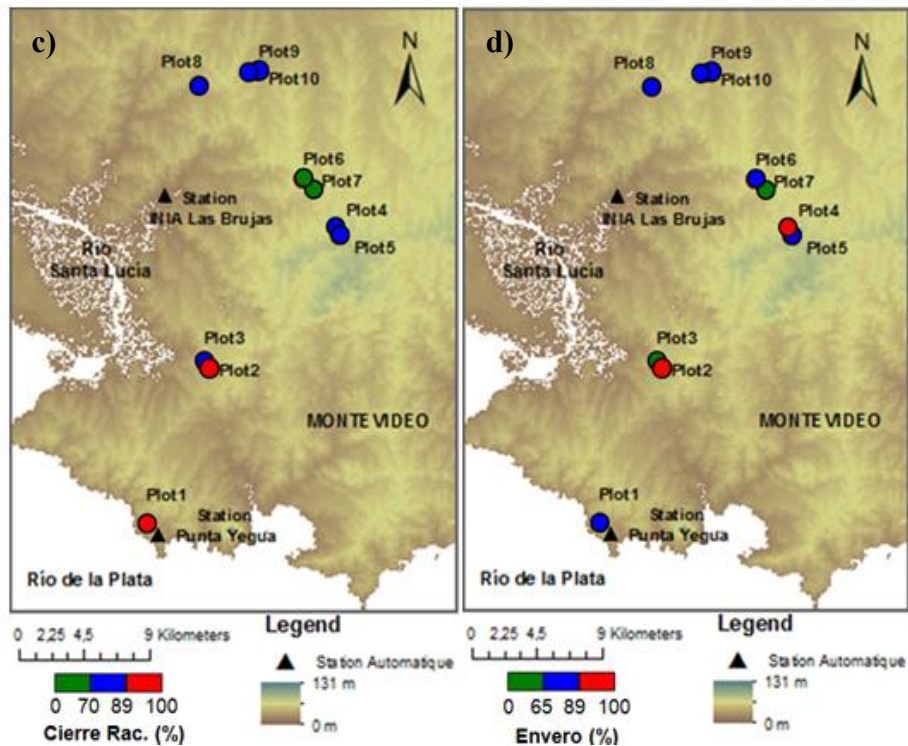 c)
N
Plot8
Plot9
Plot10
Plot6
Plot7
Station
INIA Las Brujas
Plot4
Plot5
Río
Santa Lucía
Plot3
Plot2
MONTEVIDEO
Plot1
Station
Punta Yegua
Río de la Plata
0 2,25 4,5 9 Kilometers
Legend
Station Automatique
131 m
0 m
0 70 89 100
Cierre Rac. (%)
d)
N
Plot8
Plot9
Plot10
Plot6
Plot7
Station
INIA Las Brujas
Plot4
Plot5
Río
Santa Lucía
Plot3
Plot2
MONTEVIDEO
Plot1
Station
Punta Yegua
Río de la Plata
0 2,25 4,5 9 Kilometers
Legend
Station Automatique
131 m
0 m
0 65 89 100
Envero (%)